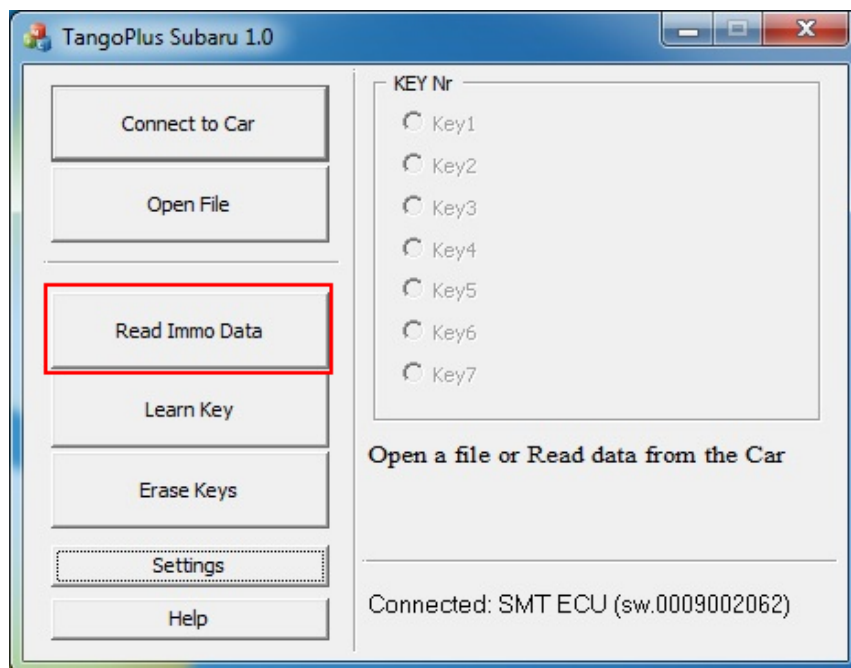 TangoPlus Subaru 1.0
Connect to Car
Open File
Read Immo Data
Learn Key
Erase Keys
Settings
Help
KEY Nr
Key1
Key2
Key3
Key4
Key5
Key6
Key7
Open a file or Read data from the Car
Connected: SMT ECU (sw.0009002062)